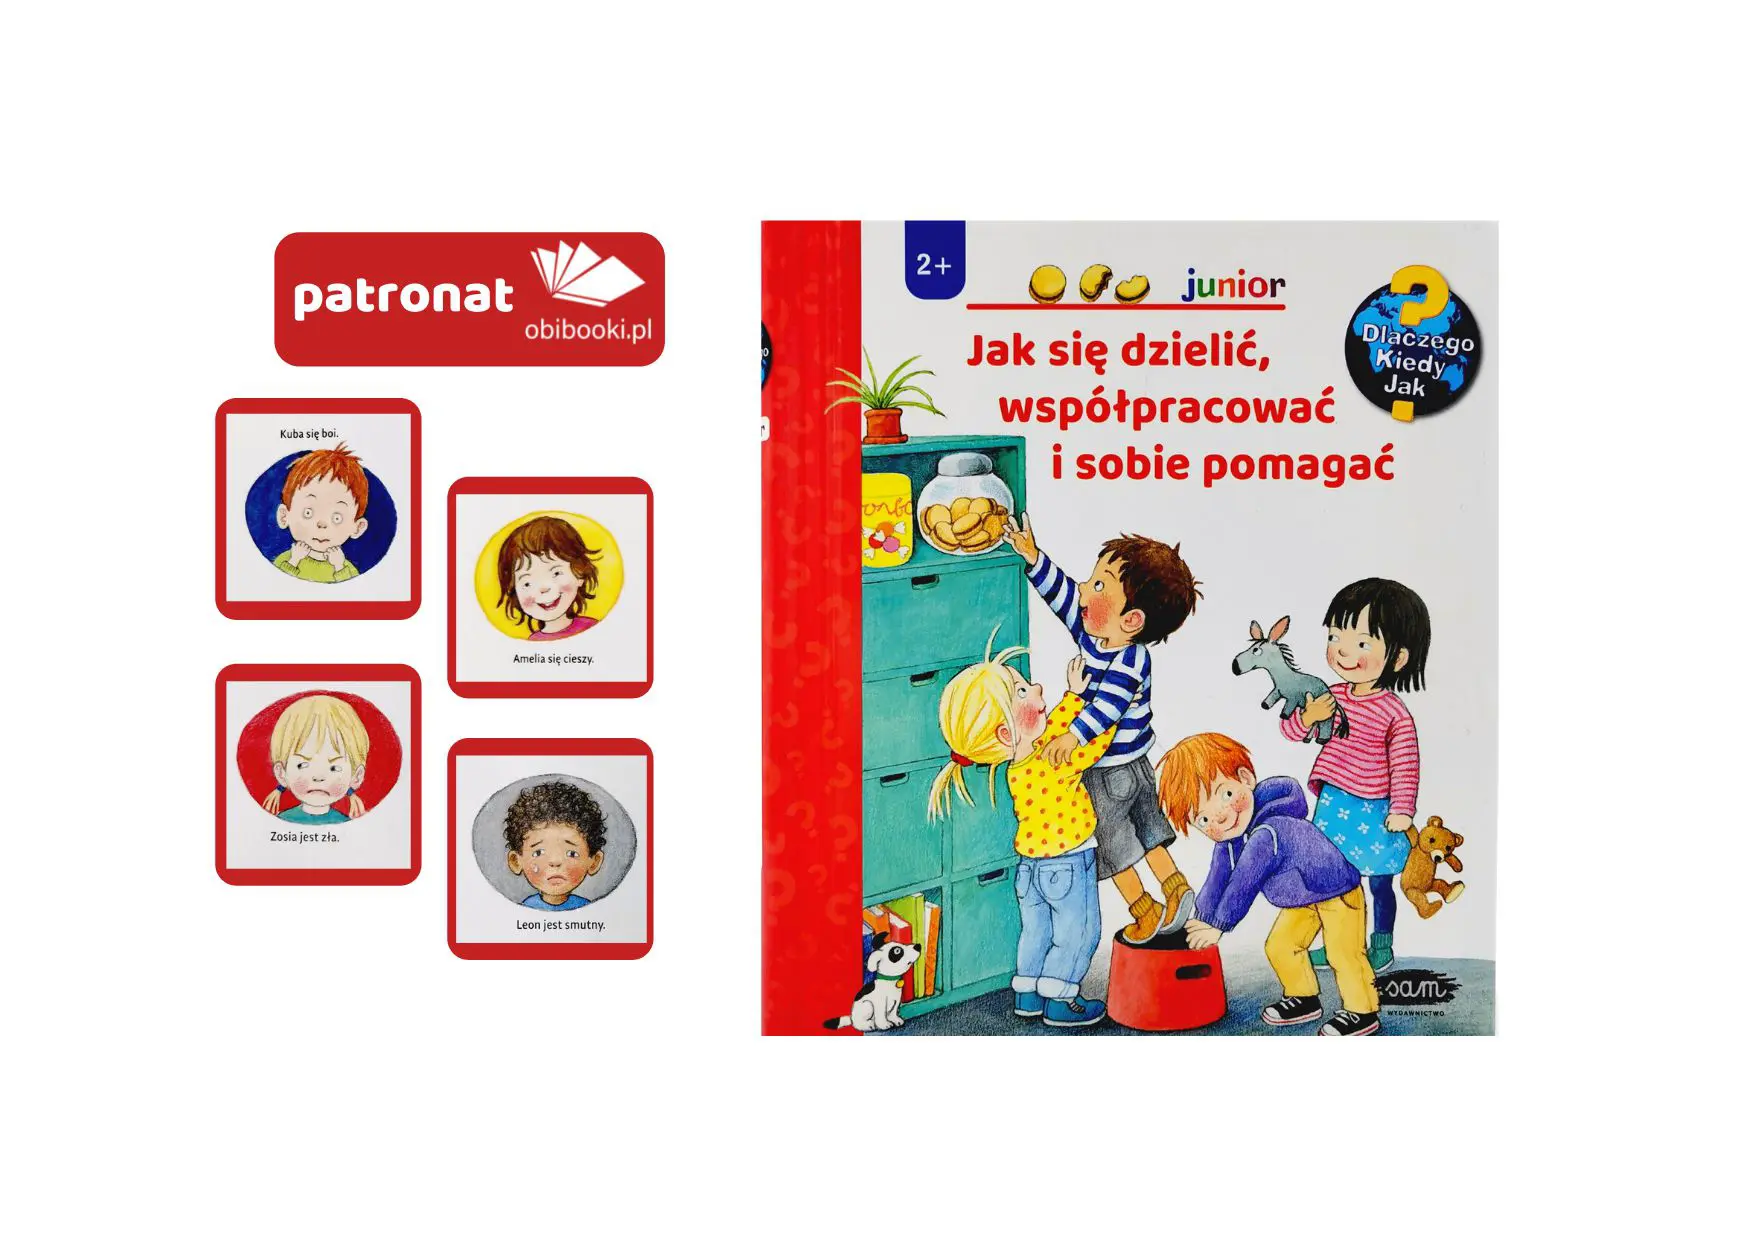 patronat
obibooki.pl
Kuba się boi.
Amelia się cieszy.
Zosia jest zła.
Leon jest smutny.
2+
junior
Jak się dzielić,
współpracować
i sobie pomagać
?
Dlaczego
Kiedy
Jak
sam
WYDAWNICTWO